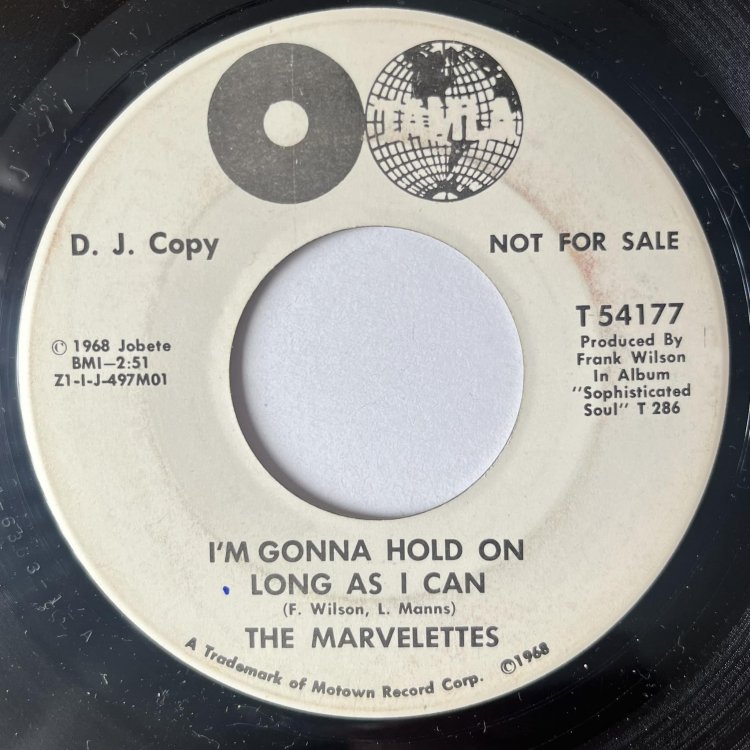 TAMLA
D. J. Copy
NOT FOR SALE
© 1968 Jobete
BMI—2:51
Z1-I-J-497M01
T 54177
Produced By
Frank Wilson
In Album
"Sophisticated
Soul" T 286
I'M GONNA HOLD ON
LONG AS I CAN
(F. Wilson, L. Manns)
THE MARVELETTES
A Trademark of Motown Record Corp. ©1968